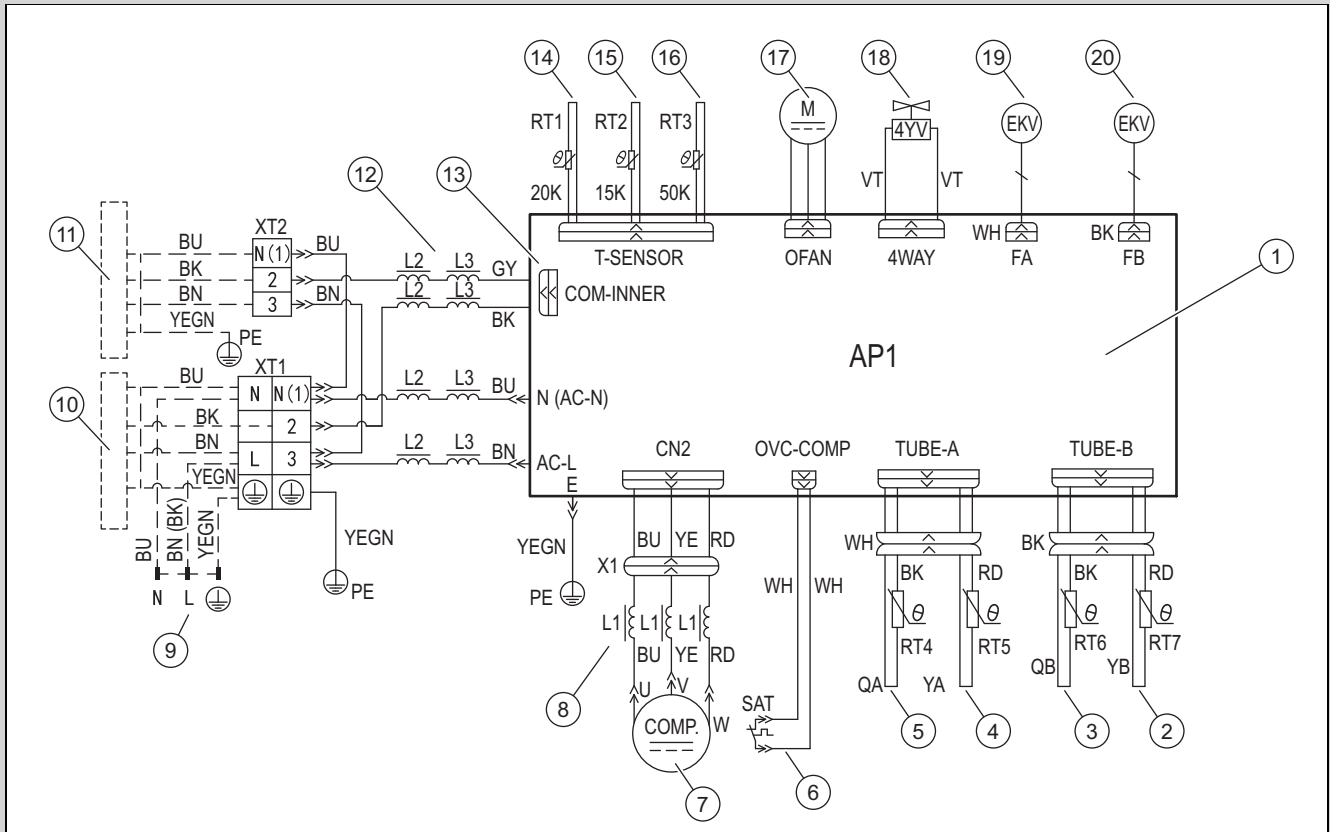 14 15 16 17 18 19 20
RT1 RT2 RT3 M 4YV EKV EKV
20K 15K 50K VT VT
12 13
11
XT2
BU N(1) BU
BK 2
BN 3 BN
YEGN PE
L2 L3 GY
L2 L3 BK
T-SENSOR OFAN 4WAY WH FA BK FB
COM-INNER
1
AP1
10
XT1
BU N N(1)
BK 2
BN L 3
YEGN
L2 L3 BU N (AC-N)
L2 L3 BN AC-L
E
CN2 OVC-COMP TUBE-A TUBE-B
BU BN (BK) YEGN
YEGN PE
YEGN PE
N L
9
BU YE RD
X1
L1 L1 L1
BU YE RD
8
U V W
COMP.
7
WH WH
SAT
6
WH BK RD
RT4 RT5
QA YA
5 4
BK BK RD
RT6 RT7
QB YB
3 2
θ θ θ θ θ θ θ